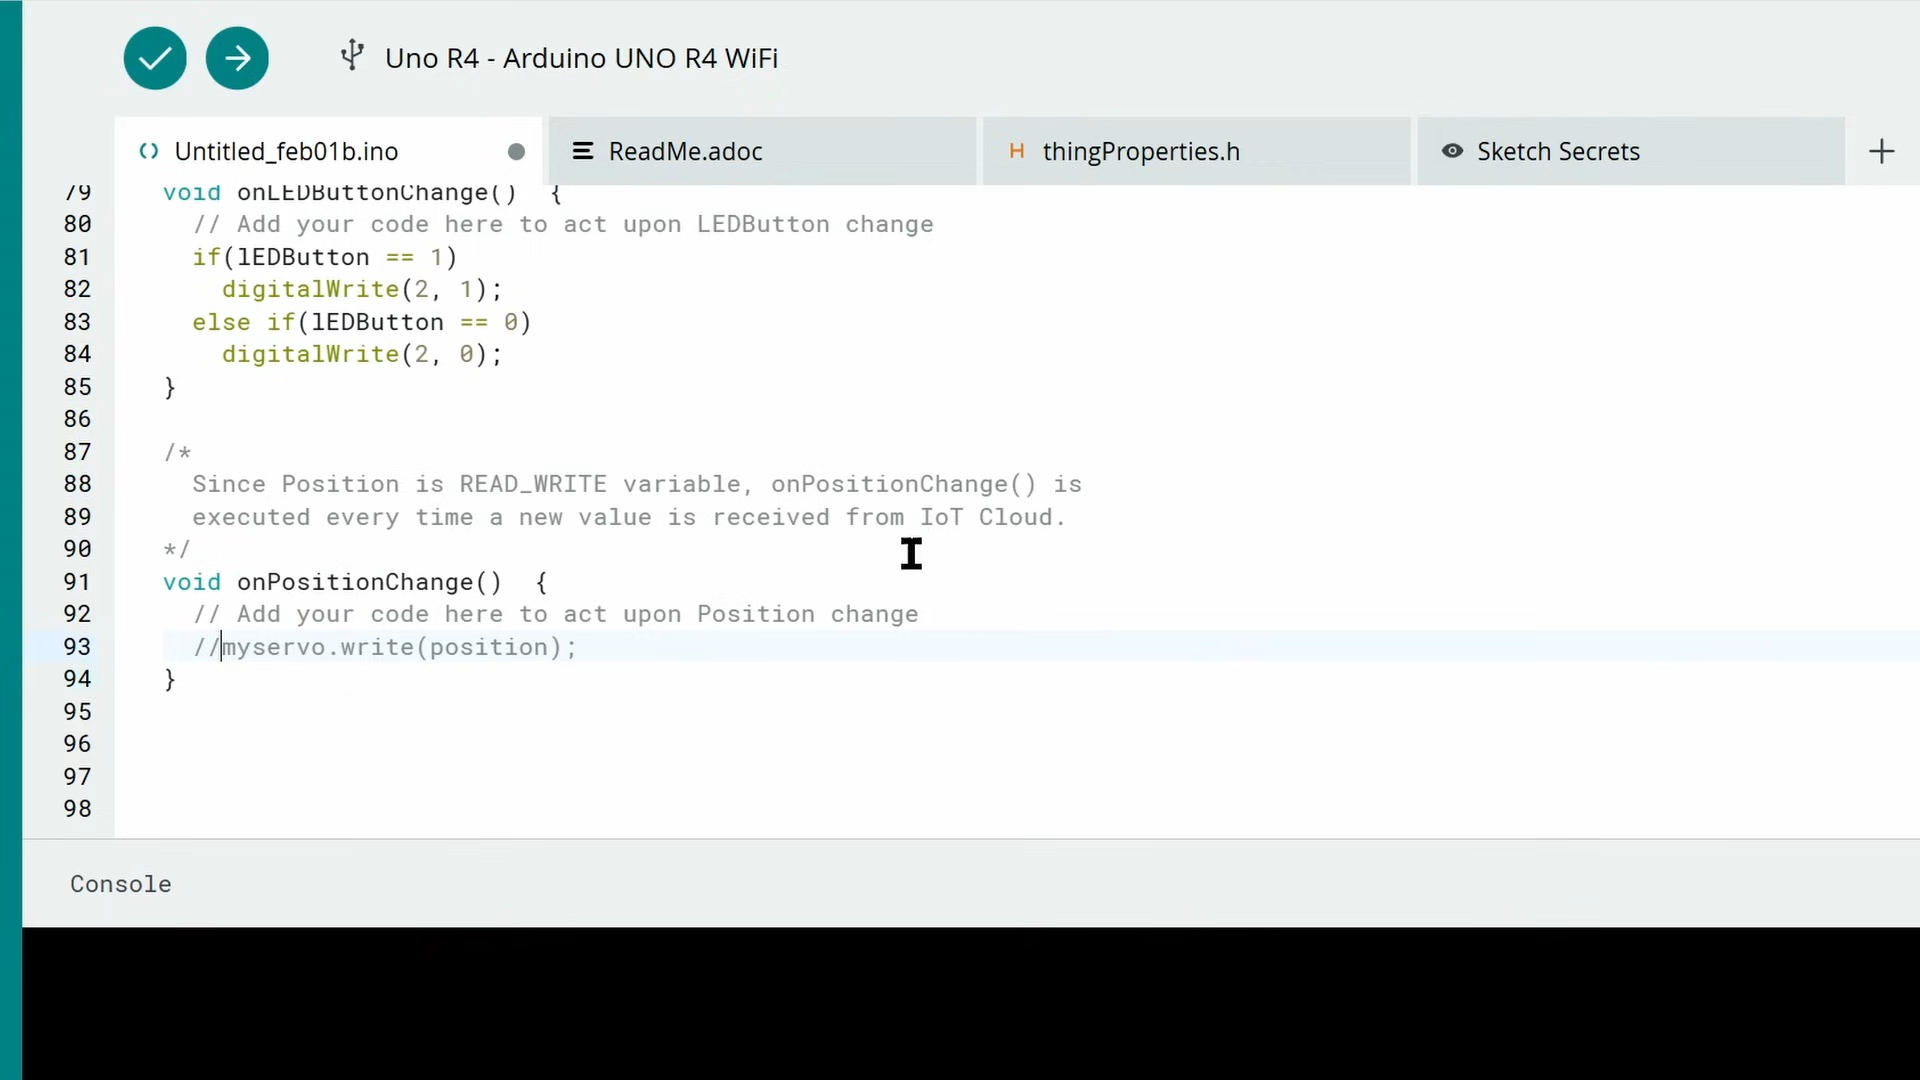 Uno R4 - Arduino UNO R4 WiFi
Untitled_feb01b.ino
ReadMe.adoc
H thingProperties.h
Sketch Secrets
79 void onLEDButtonChange()  {
80 // Add your code here to act upon LEDButton change
81 if(lEDButton == 1)
82 digitalWrite(2, 1);
83 else if(lEDButton == 0)
84 digitalWrite(2, 0);
85 }
86
87 /*
88 Since Position is READ_WRITE variable, onPositionChange() is
89 executed every time a new value is received from IoT Cloud.
90 */
91 void onPositionChange()  {
92 // Add your code here to act upon Position change
93 //myservo.write(position);
94 }
95
96
97
98
Console